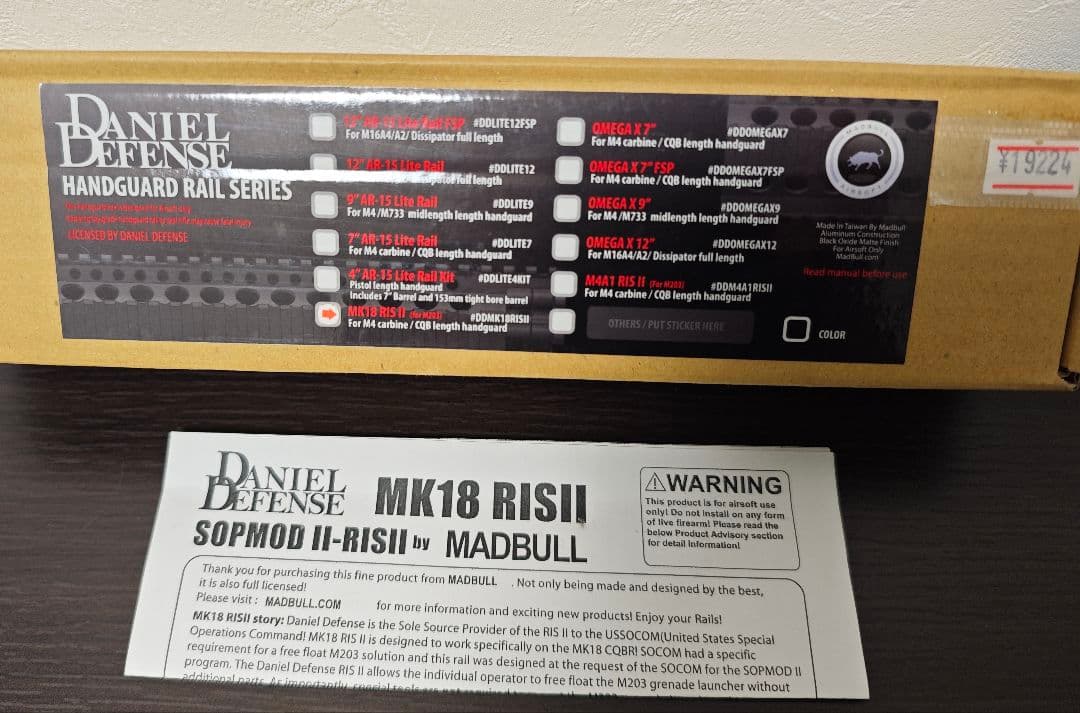 DANIEL
DEFENSE
HANDGUARD RAIL SERIES
LICENSED BY DANIEL DEFENSE
12" AR-15 Lite Rail FSP #DDLITE12FSP
For M16A4/A2/ Dissipator full length
12" AR-15 Lite Rail #DDLITE12
full length
9" AR-15 Lite Rail #DDLITE9
For M4/M733 midlength length handguard
7" AR-15 Lite Rail #DDLITE7
For M4 carbine / CQB length handguard
4" AR-15 Lite Rail Kit #DDLITE4KIT
Pistol length handguard
Includes 7" Barrel and 153mm tight bore barrel
MK18 RIS II (for M203) #DDMK18RISII
For M4 carbine / CQB length handguard
OMEGA X 7" #DDOMEGAX7
For M4 carbine / CQB length handguard
OMEGA X 7" FSP #DDOMEGAX7FSP
For M4 carbine / CQB length handguard
OMEGA X 9" #DDOMEGAX9
For M4 /M733 midlength length handguard
OMEGA X 12" #DDOMEGAX12
For M16A4/A2/ Dissipator full length
M4A1 RIS II (For M203) #DDM4A1RISII
For M4 carbine / CQB length handguard
OTHERS / PUT STICKER HERE
COLOR
MADBULL
AIRSOFT
Made In Taiwan By Madbull
Aluminum Construction
Black Oxide Matte Finish
For Airsoft Only
MadBull.com
Read manual before use
¥19224
DANIEL
DEFENSE
MK18 RISII
SOPMOD II-RISII by MADBULL
WARNING
This product is for airsoft use
only! Do not install on any form
of live firearm! Please read the
below Product Advisory section
for detail Information!
Thank you for purchasing this fine product from MADBULL . Not only being made and designed by the best,
it is also full licensed!
Please visit : MADBULL.COM for more information and exciting new products! Enjoy your Rails!
MK18 RISII story: Daniel Defense is the Sole Source Provider of the RIS II to the USSOCOM(United States Special
Operations Command! MK18 RIS II is designed to work specifically on the MK18 CQBR! SOCOM had a specific
requirement for a free float M203 solution and this rail was designed at the request of the SOCOM for the SOPMOD II
program. The Daniel Defense RIS II allows the individual operator to free float the M203 grenade launcher without
additional parts. As importantly, special tools are not required